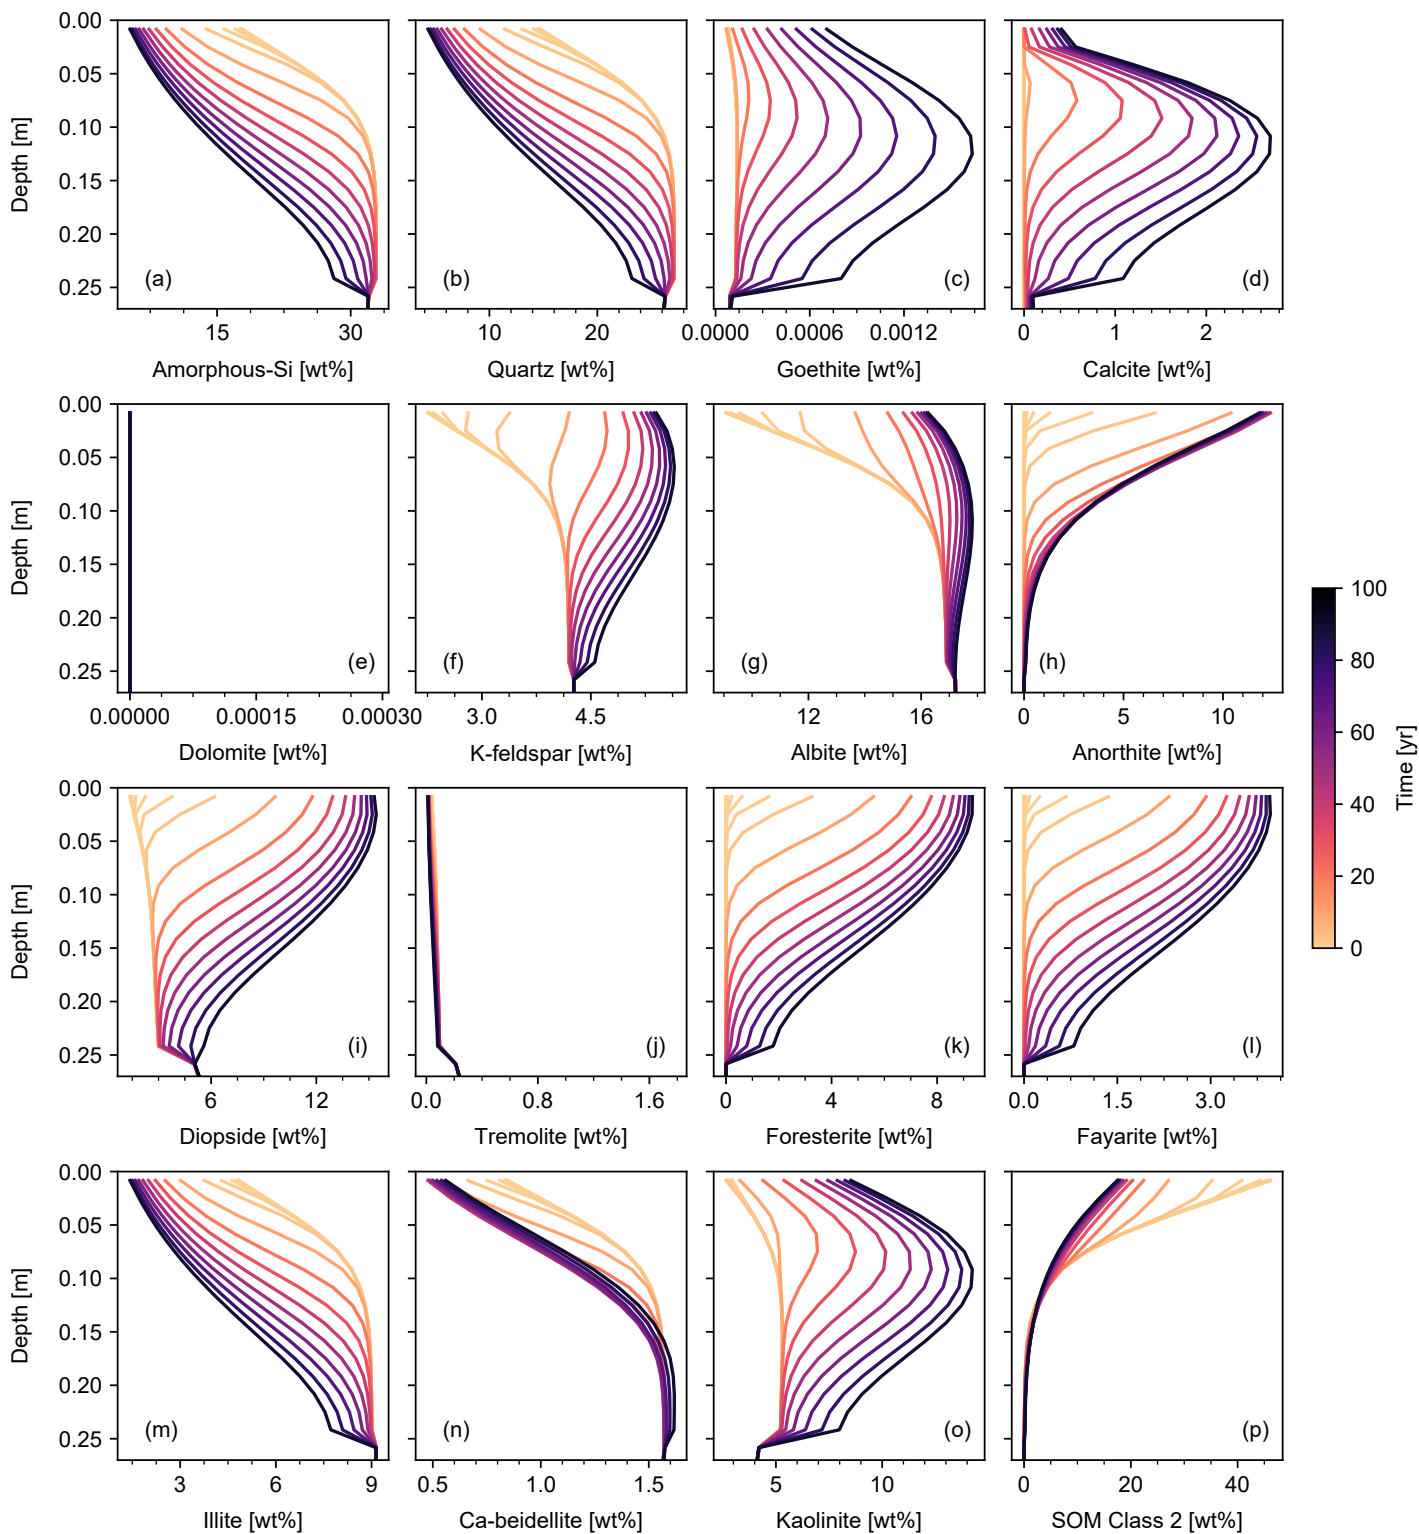 0.00
0.05
0.10
0.15
0.20
0.25
Depth [m]
(a)
(b)
(c)
(d)
15 30
10 20
0.0000 0.0006 0.0012
0 1 2
Amorphous-Si [wt%]
Quartz [wt%]
Goethite [wt%]
Calcite [wt%]
0.00
0.05
0.10
0.15
0.20
0.25
Depth [m]
(e)
(f)
(g)
(h)
0.00000 0.00015 0.00030
3.0 4.5
12 16
0 5 10
Dolomite [wt%]
K-feldspar [wt%]
Albite [wt%]
Anorthite [wt%]
0.00
0.05
0.10
0.15
0.20
0.25
Depth [m]
(i)
(j)
(k)
(l)
6 12
0.0 0.8 1.6
0 4 8
0.0 1.5 3.0
Diopside [wt%]
Tremolite [wt%]
Foresterite [wt%]
Fayarite [wt%]
0.00
0.05
0.10
0.15
0.20
0.25
Depth [m]
(m)
(n)
(o)
(p)
3 6 9
0.5 1.0 1.5
5 10
0 20 40
Illite [wt%]
Ca-beidellite [wt%]
Kaolinite [wt%]
SOM Class 2 [wt%]
100
80
60
40
20
0
Time [yr]